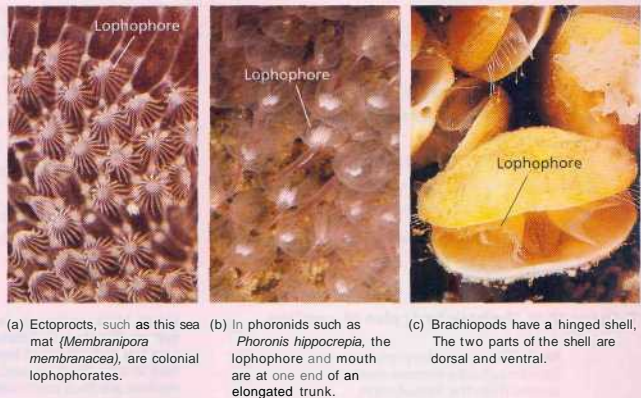 Lophophore
Lophophore
Lophophore
(a) Ectoprocts, such as this sea
mat {Membranipora
membranacea), are colonial
lophophorates.
(b) In phoronids such as
Phoronis hippocrepia, the
lophophore and mouth
are at one end of an
elongated trunk.
(c) Brachiopods have a hinged shell,
The two parts of the shell are
dorsal and ventral.